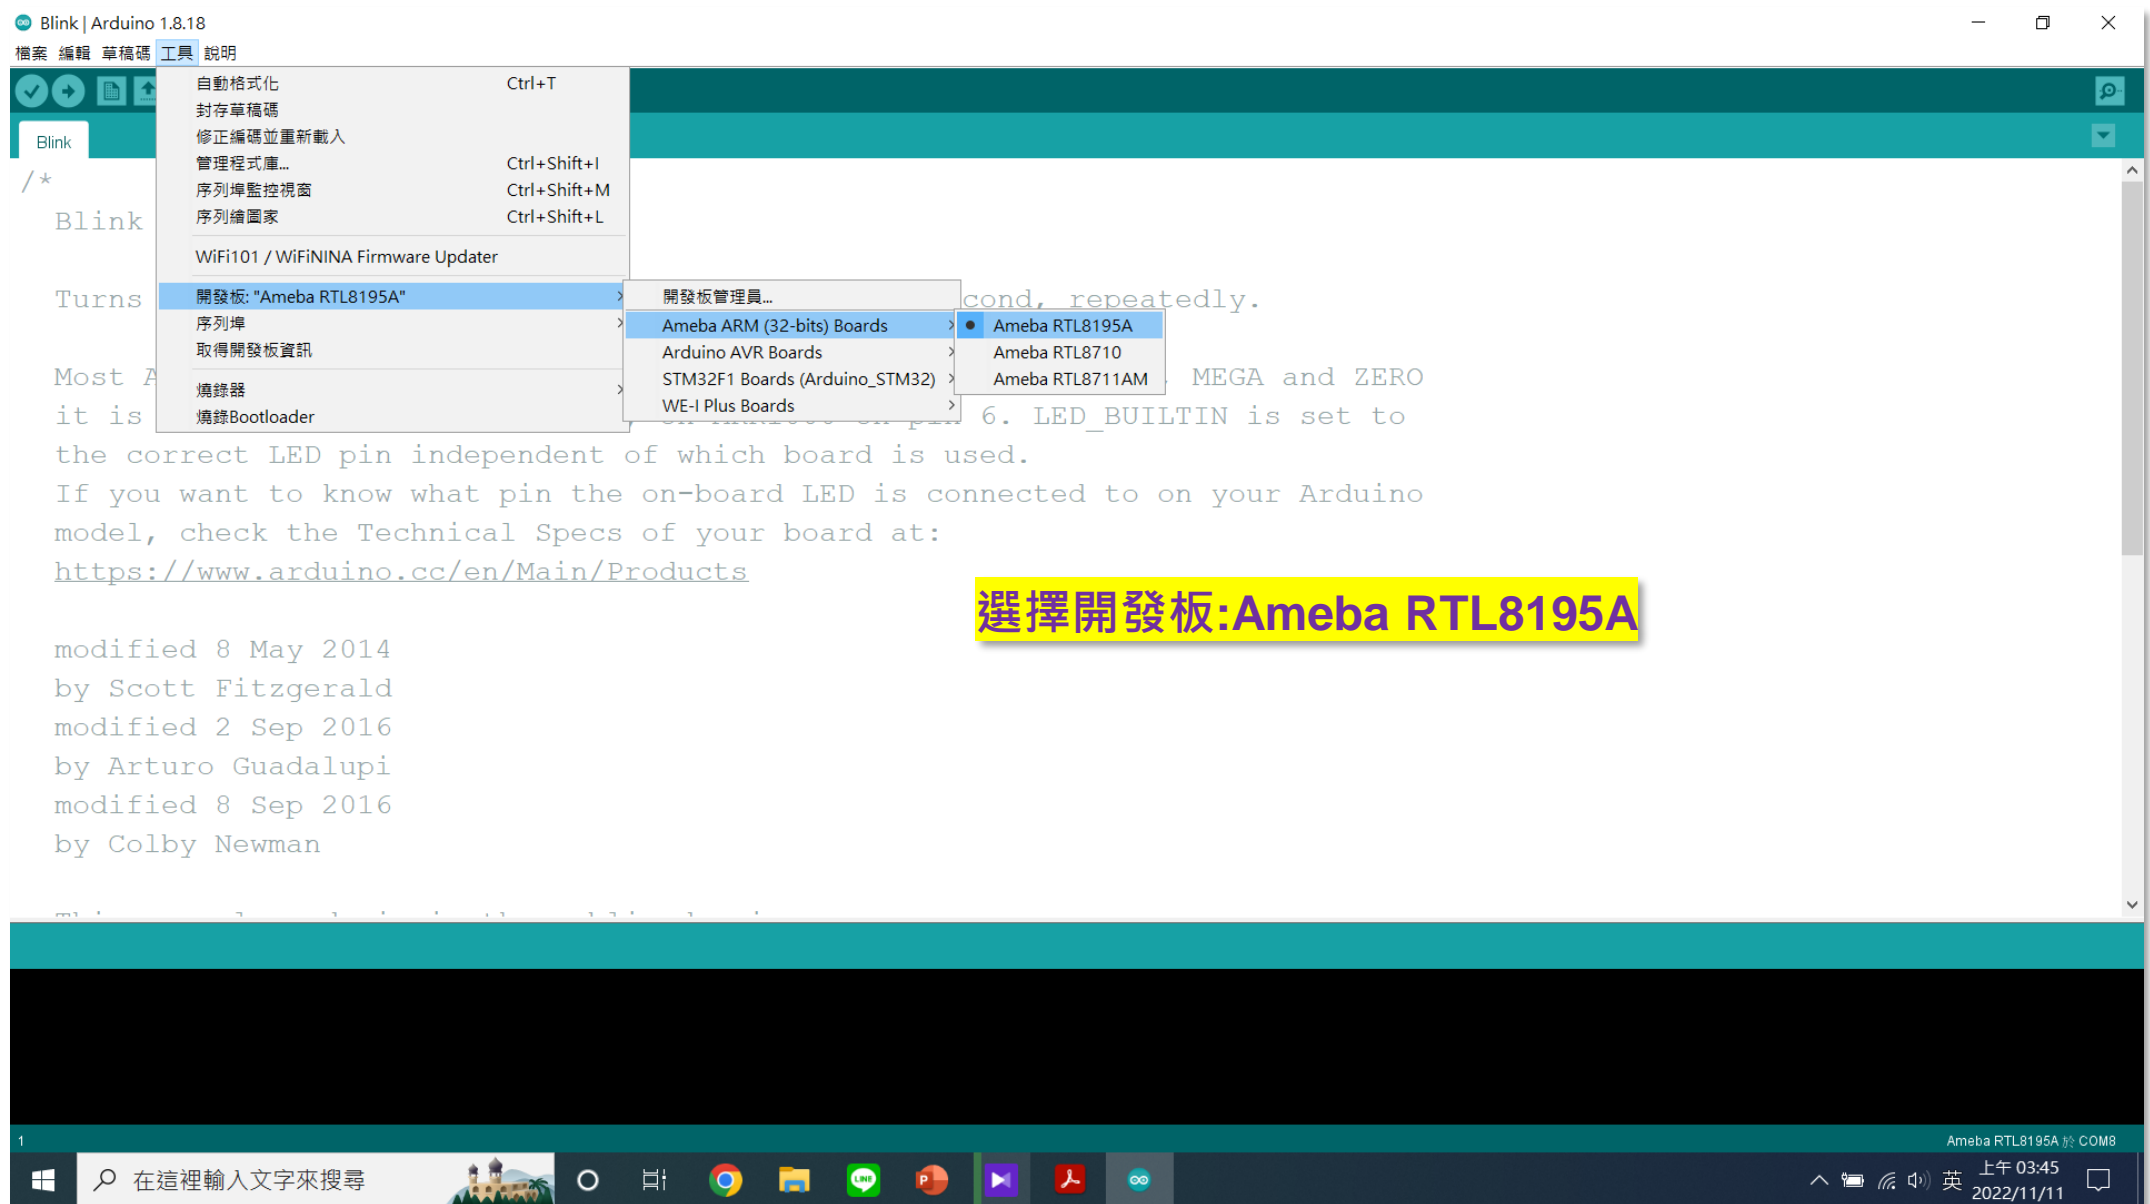 Blink | Arduino 1.8.18
檔案 編輯 草稿碼 工具 說明
自動格式化 Ctrl+T
封存草稿碼
修正編碼並重新載入
管理程式庫... Ctrl+Shift+I
序列埠監控視窗 Ctrl+Shift+M
序列繪圖家 Ctrl+Shift+L
WiFi101 / WiFiNINA Firmware Updater
開發板: "Ameba RTL8195A"
序列埠
取得開發板資訊
燒錄器
燒錄Bootloader
開發板管理員...
Ameba ARM (32-bits) Boards
Arduino AVR Boards
STM32F1 Boards (Arduino_STM32)
WE-I Plus Boards
Ameba RTL8195A
Ameba RTL8710
Ameba RTL8711AM
Blink
/*
Blink
Turns cond, repeatedly.
Most A MEGA and ZERO
it is 6. LED_BUILTIN is set to
the correct LED pin independent of which board is used.
If you want to know what pin the on-board LED is connected to on your Arduino
model, check the Technical Specs of your board at:
https://www.arduino.cc/en/Main/Products
選擇開發板:Ameba RTL8195A
modified 8 May 2014
by Scott Fitzgerald
modified 2 Sep 2016
by Arturo Guadalupi
modified 8 Sep 2016
by Colby Newman
1
Ameba RTL8195A 於 COM8
在這裡輸入文字來搜尋
LINE
英
上午 03:45
2022/11/11